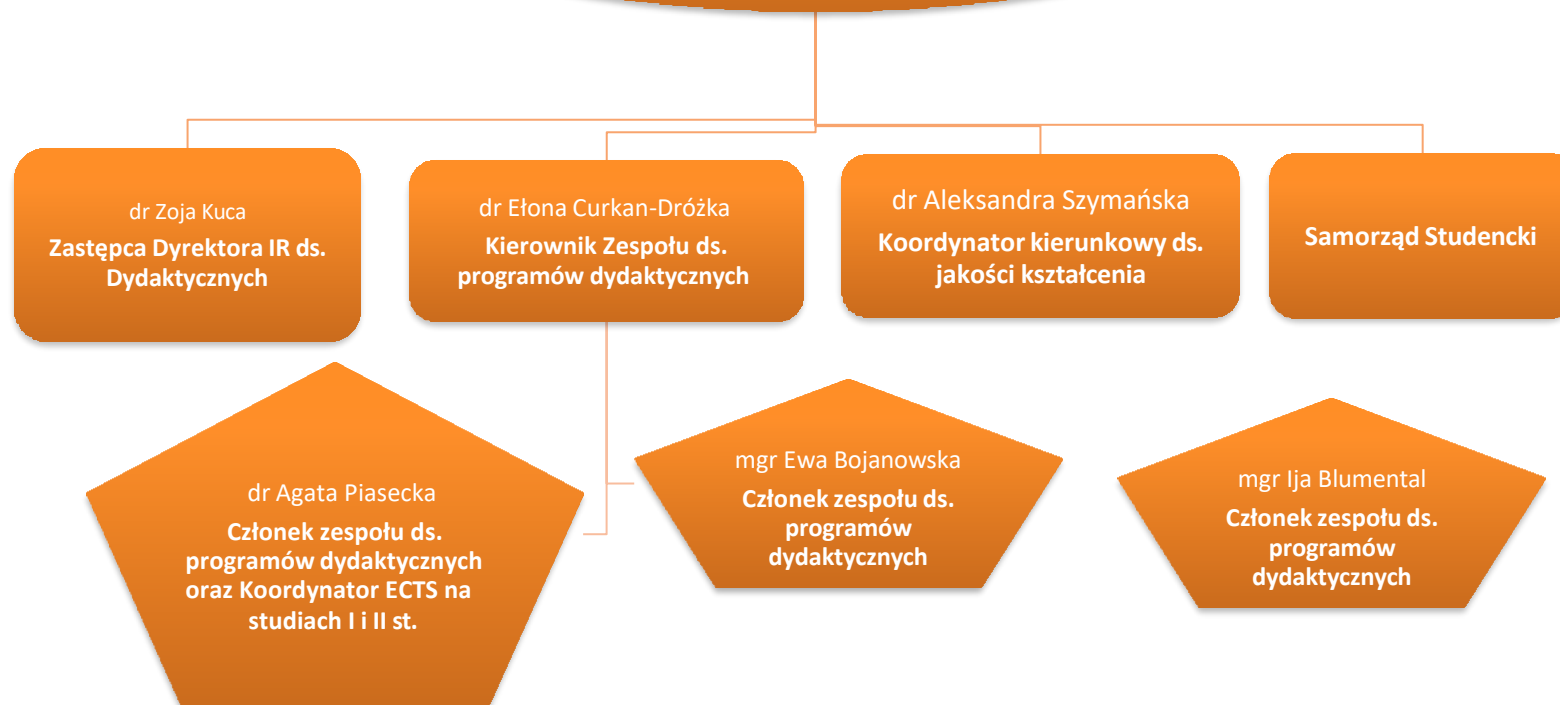 dr Zoja Kuca
Zastępca Dyrektora IR ds.
Dydaktycznych
dr Ełona Curkan-Dróżka
Kierownik Zespołu ds.
programów dydaktycznych
dr Aleksandra Szymańska
Koordynator kierunkowy ds.
jakości kształcenia
Samorząd Studencki
dr Agata Piasecka
Członek zespołu ds.
programów dydaktycznych
oraz Koordynator ECTS na
studiach I i II st.
mgr Ewa Bojanowska
Członek zespołu ds.
programów
dydaktycznych
mgr Ija Blumental
Członek zespołu ds.
programów
dydaktycznych